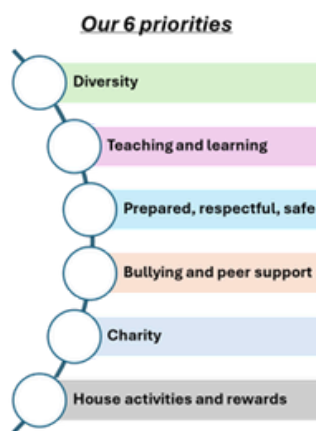 Our 6 priorities
Diversity
Teaching and learning
Prepared, respectful, safe
Bullying and peer support
Charity
House activities and rewards